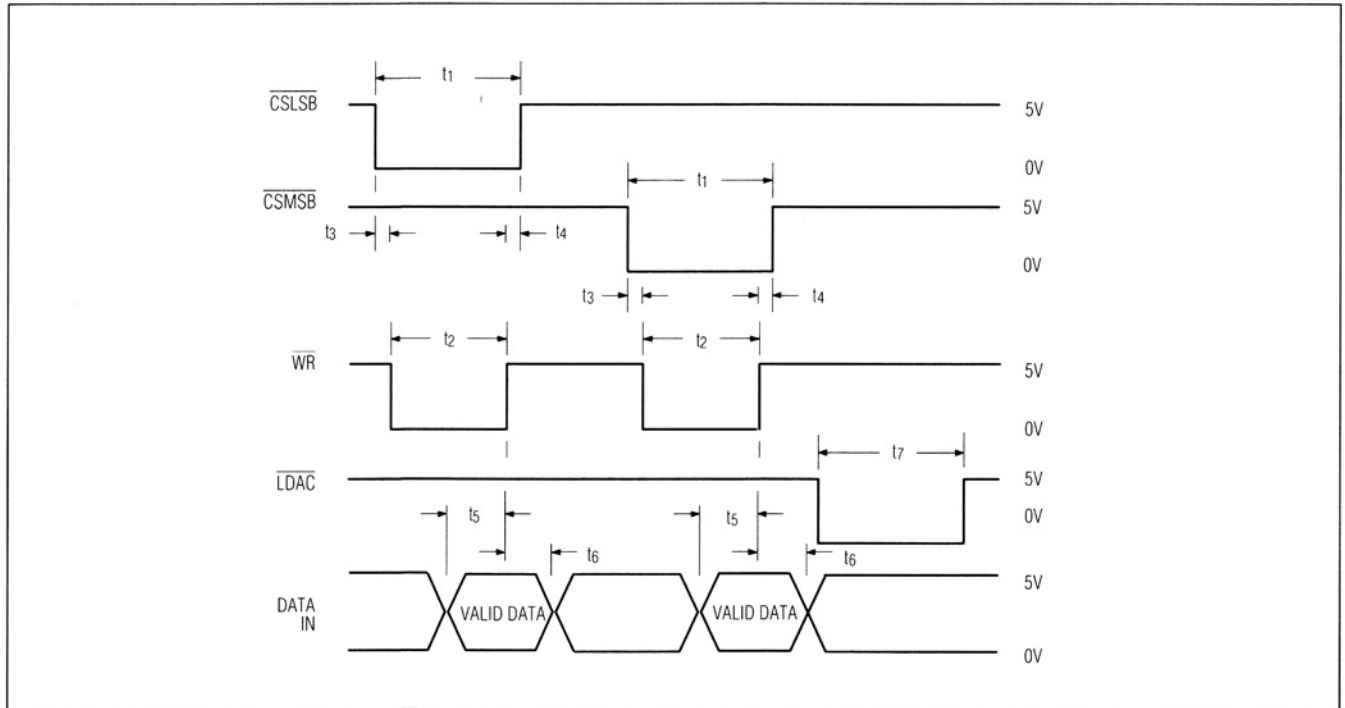 t1
CSLSB
5V
0V
t1
CSMSB
5V
t3
t4
0V
t3
t4
t2
t2
WR
5V
0V
t7
LDAC
5V
t5
t5
0V
t6
t6
5V
DATA
IN
VALID DATA
VALID DATA
0V